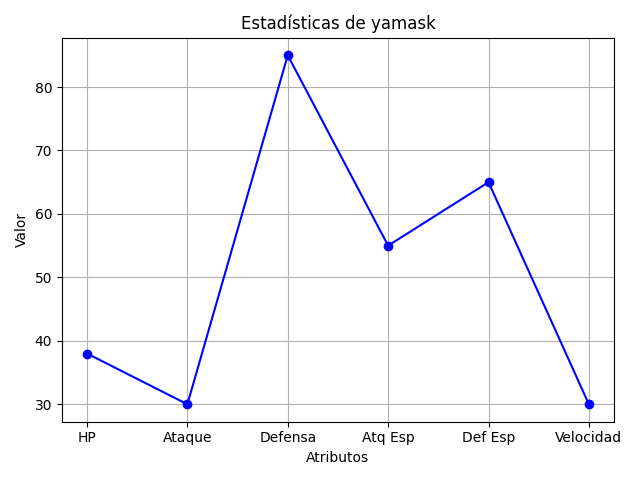 Estadísticas de yamask
Valor
80
70
60
50
40
30
HP Ataque Defensa Atq Esp Def Esp Velocidad
Atributos